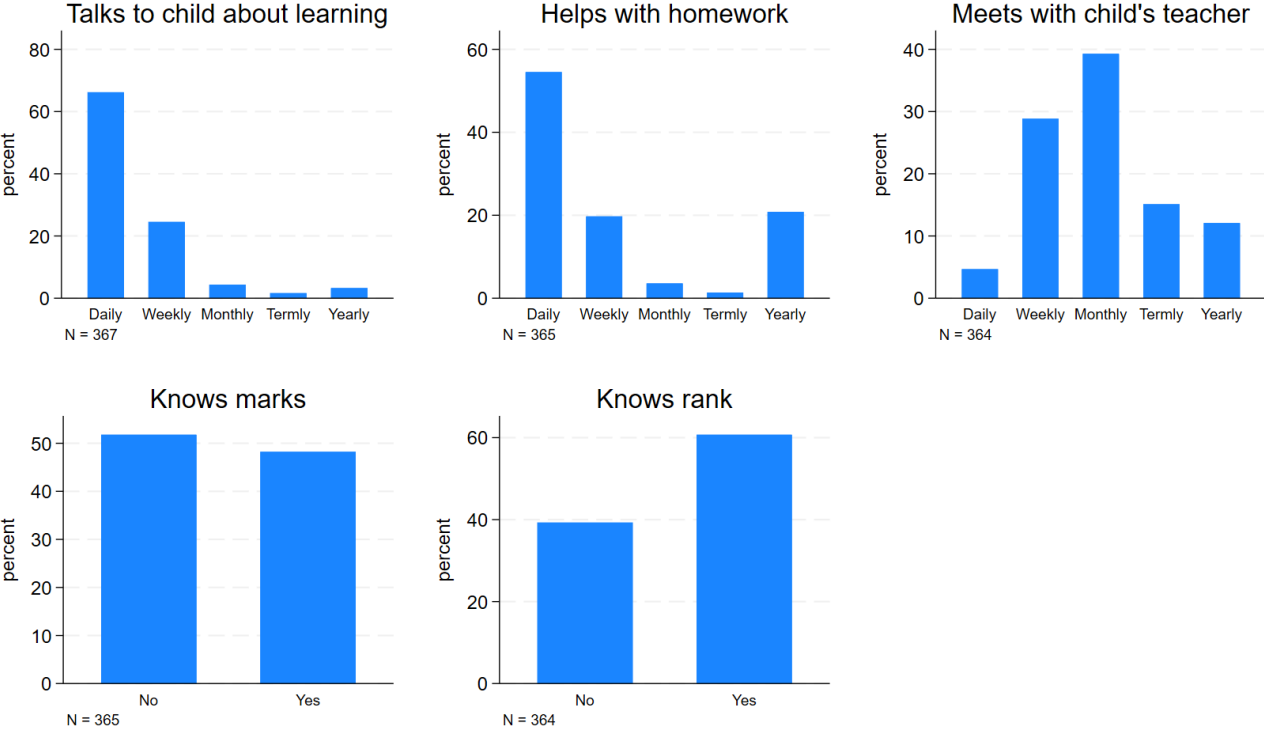 Talks to child about learning
percent
80
60
40
20
0
Daily Weekly Monthly Termly Yearly
N = 367
Helps with homework
percent
60
40
20
0
Daily Weekly Monthly Termly Yearly
N = 365
Meets with child's teacher
percent
40
30
20
10
0
Daily Weekly Monthly Termly Yearly
N = 364
Knows marks
percent
50
40
30
20
10
0
No Yes
N = 365
Knows rank
percent
60
40
20
0
No Yes
N = 364